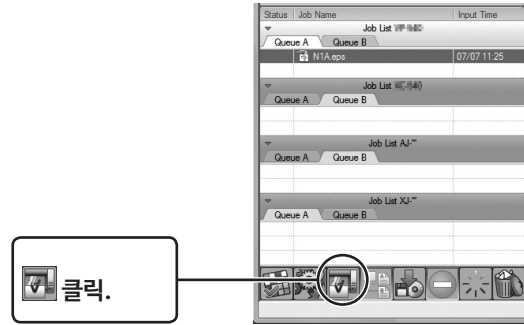 Status Job Name Input Time
Job List
Queue A Queue B
N1A.eps 07/07 11:25
Job List
Queue A Queue B
Job List AJ-**
Queue A Queue B
Job List XJ-**
Queue A Queue B
클릭.